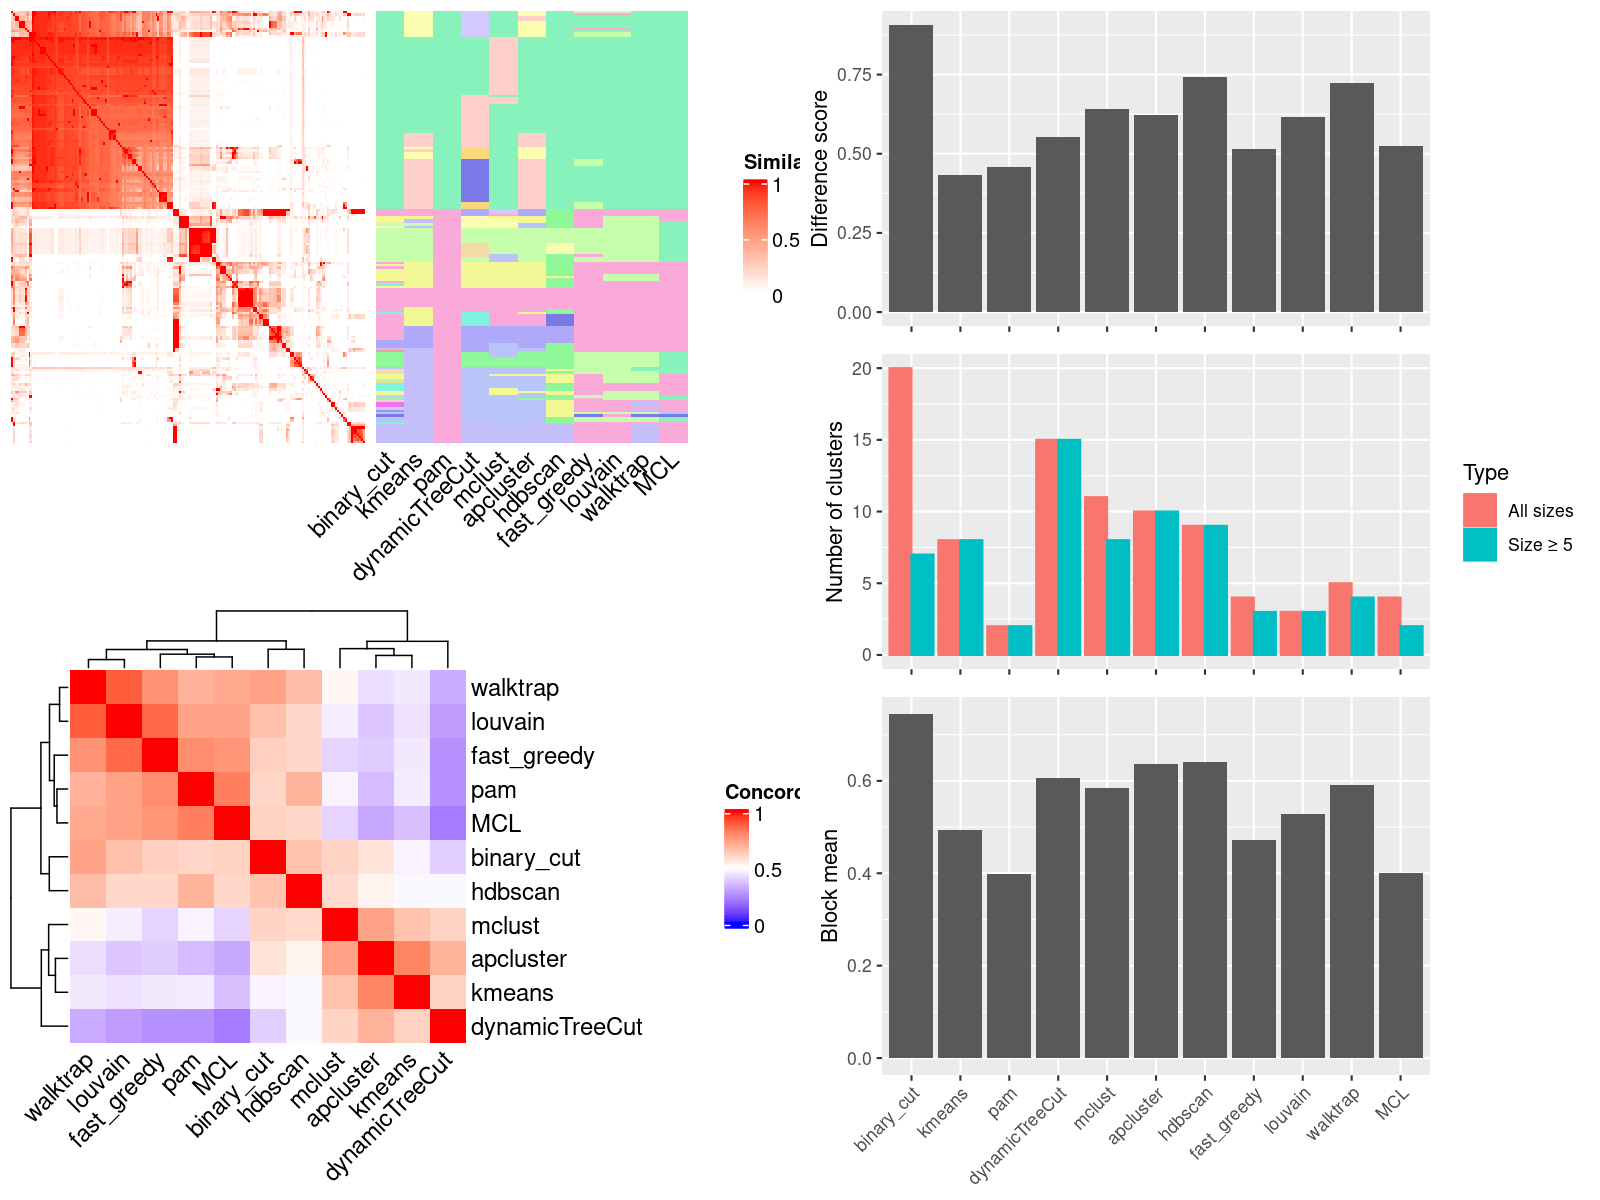 Simila
1
0.5
0
binary_cut
kmeans
pam
dynamicTreeCut
mclust
apcluster
hdbscan
fast_greedy
louvain
walktrap
MCL
Difference score
0.75
0.50
0.25
0.00
Number of clusters
20
15
10
5
0
Type
All sizes
Size ≥ 5
walktrap
louvain
fast_greedy
pam
MCL
binary_cut
hdbscan
mclust
apcluster
kmeans
dynamicTreeCut
walktrap
louvain
fast_greedy
pam
MCL
binary_cut
hdbscan
mclust
apcluster
kmeans
dynamicTreeCut
Concord
1
0.5
0
Block mean
0.6
0.4
0.2
0.0
binary_cut
kmeans
pam
dynamicTreeCut
mclust
apcluster
hdbscan
fast_greedy
louvain
walktrap
MCL